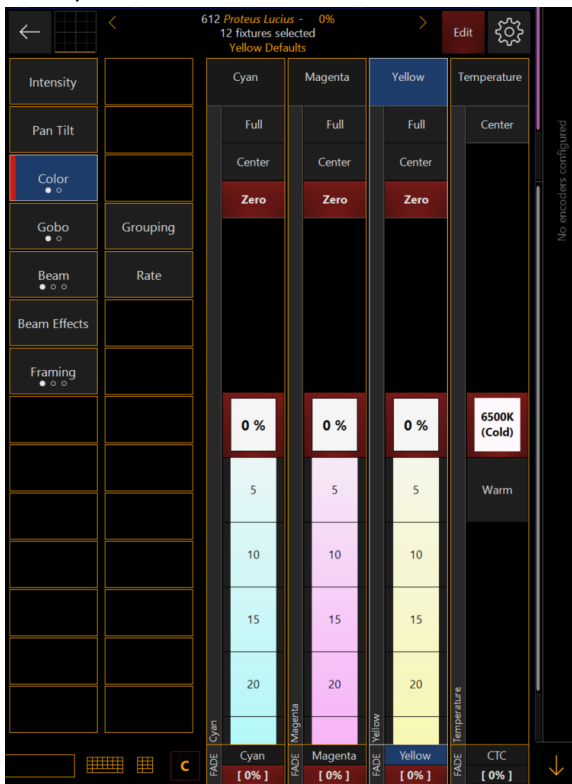 612 Proteus Lucius - 0%
12 fixtures selected
Yellow Defaults
Edit
Intensity
Pan Tilt
Color
Gobo
Beam
Beam Effects
Framing
Grouping
Rate
Cyan Magenta Yellow Temperature
Full Full Full Center
Center Center Center
Zero Zero Zero
0 % 0 % 0 % 6500K
(Cold)
5 5 5 Warm
10 10 10
15 15 15
20 20 20
Cyan
Magenta
Yellow
Temperature
FADE Cyan FADE Magenta FADE Yellow FADE CTC
[ 0% ] [ 0% ] [ 0% ] [ 0% ]
C
No encoders configured